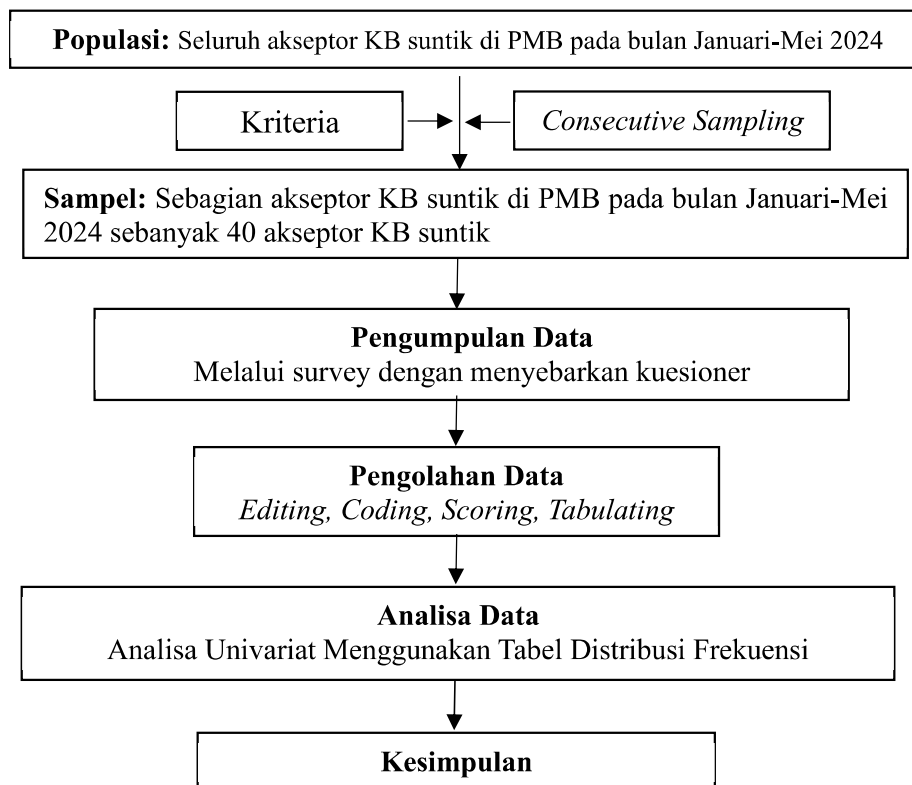 Populasi: Seluruh akseptor KB suntik di PMB pada bulan Januari-Mei 2024
Kriteria
Consecutive Sampling
Sampel: Sebagian akseptor KB suntik di PMB pada bulan Januari-Mei
2024 sebanyak 40 akseptor KB suntik
Pengumpulan Data
Melalui survey dengan menyebarkan kuesioner
Pengolahan Data
Editing, Coding, Scoring, Tabulating
Analisa Data
Analisa Univariat Menggunakan Tabel Distribusi Frekuensi
Kesimpulan